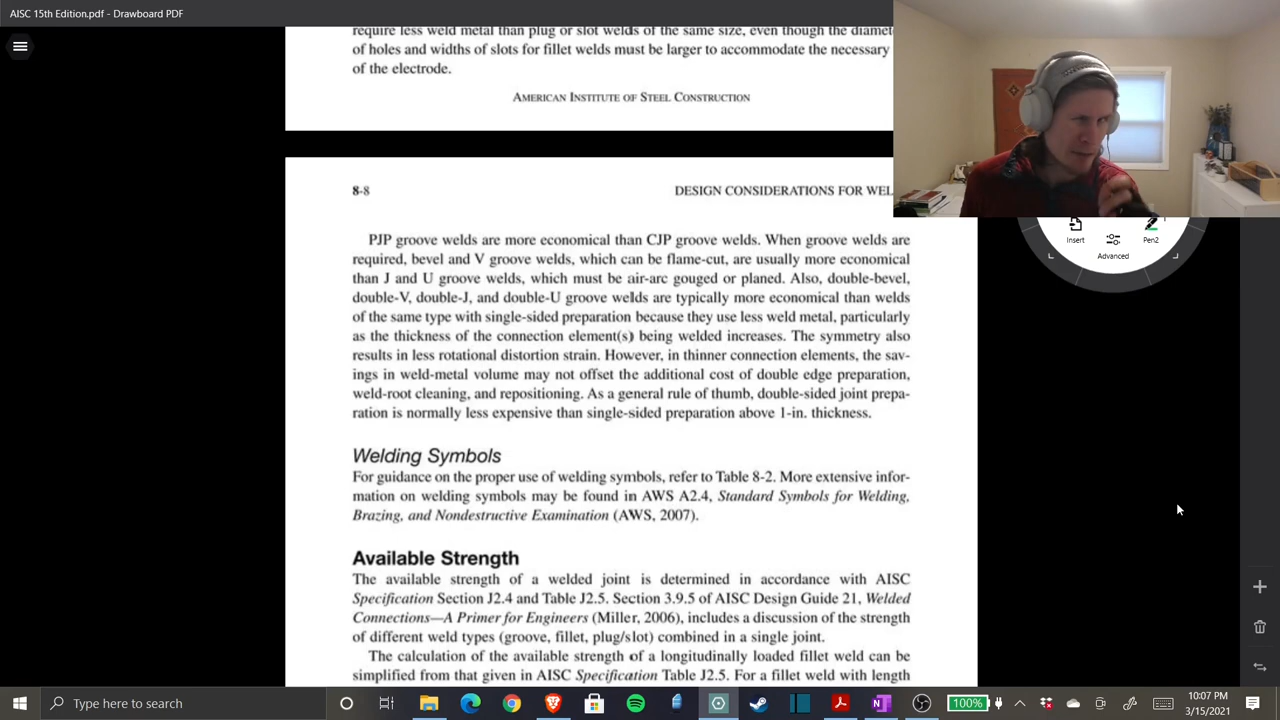 AISC 15th Edition.pdf - Drawboard PDF
require less weld metal than plug or slot welds of the same size, even though the diamet
of holes and widths of slots for fillet welds must be larger to accommodate the necessary
of the electrode.
AMERICAN INSTITUTE OF STEEL CONSTRUCTION
8-8
DESIGN CONSIDERATIONS FOR WEL
PJP groove welds are more economical than CJP groove welds. When groove welds are
required, bevel and V groove welds, which can be flame-cut, are usually more economical
than J and U groove welds, which must be air-arc gouged or planed. Also, double-bevel,
double-V, double-J, and double-U groove welds are typically more economical than welds
of the same type with single-sided preparation because they use less weld metal, particularly
as the thickness of the connection element(s) being welded increases. The symmetry also
results in less rotational distortion strain. However, in thinner connection elements, the sav-
ings in weld-metal volume may not offset the additional cost of double edge preparation,
weld-root cleaning, and repositioning. As a general rule of thumb, double-sided joint prepa-
ration is normally less expensive than single-sided preparation above 1-in. thickness.
Welding Symbols
For guidance on the proper use of welding symbols, refer to Table 8-2. More extensive infor-
mation on welding symbols may be found in AWS A2.4, Standard Symbols for Welding,
Brazing, and Nondestructive Examination (AWS, 2007).
Available Strength
The available strength of a welded joint is determined in accordance with AISC
Specification Section J2.4 and Table J2.5. Section 3.9.5 of AISC Design Guide 21, Welded
Connections—A Primer for Engineers (Miller, 2006), includes a discussion of the strength
of different weld types (groove, fillet, plug/slot) combined in a single joint.
The calculation of the available strength of a longitudinally loaded fillet weld can be
simplified from that given in AISC Specification Table J2.5. For a fillet weld with length
Insert
Advanced
Pen2
Type here to search
100%
10:07 PM
3/15/2021